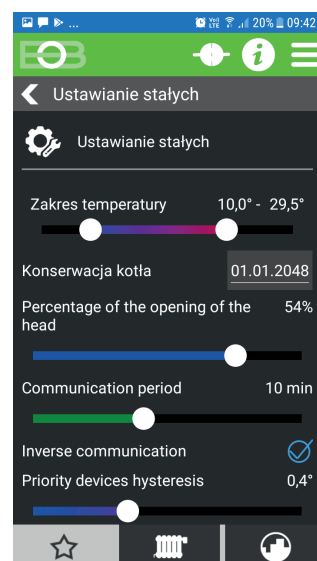 ... 20% 09:42
EOB
Ustawianie stałych
Ustawianie stałych
Zakres temperatury 10,0° - 29,5°
Konserwacja kotła 01.01.2048
Percentage of the opening of the 54%
head
Communication period 10 min
Inverse communication
Priority devices hysteresis 0,4°